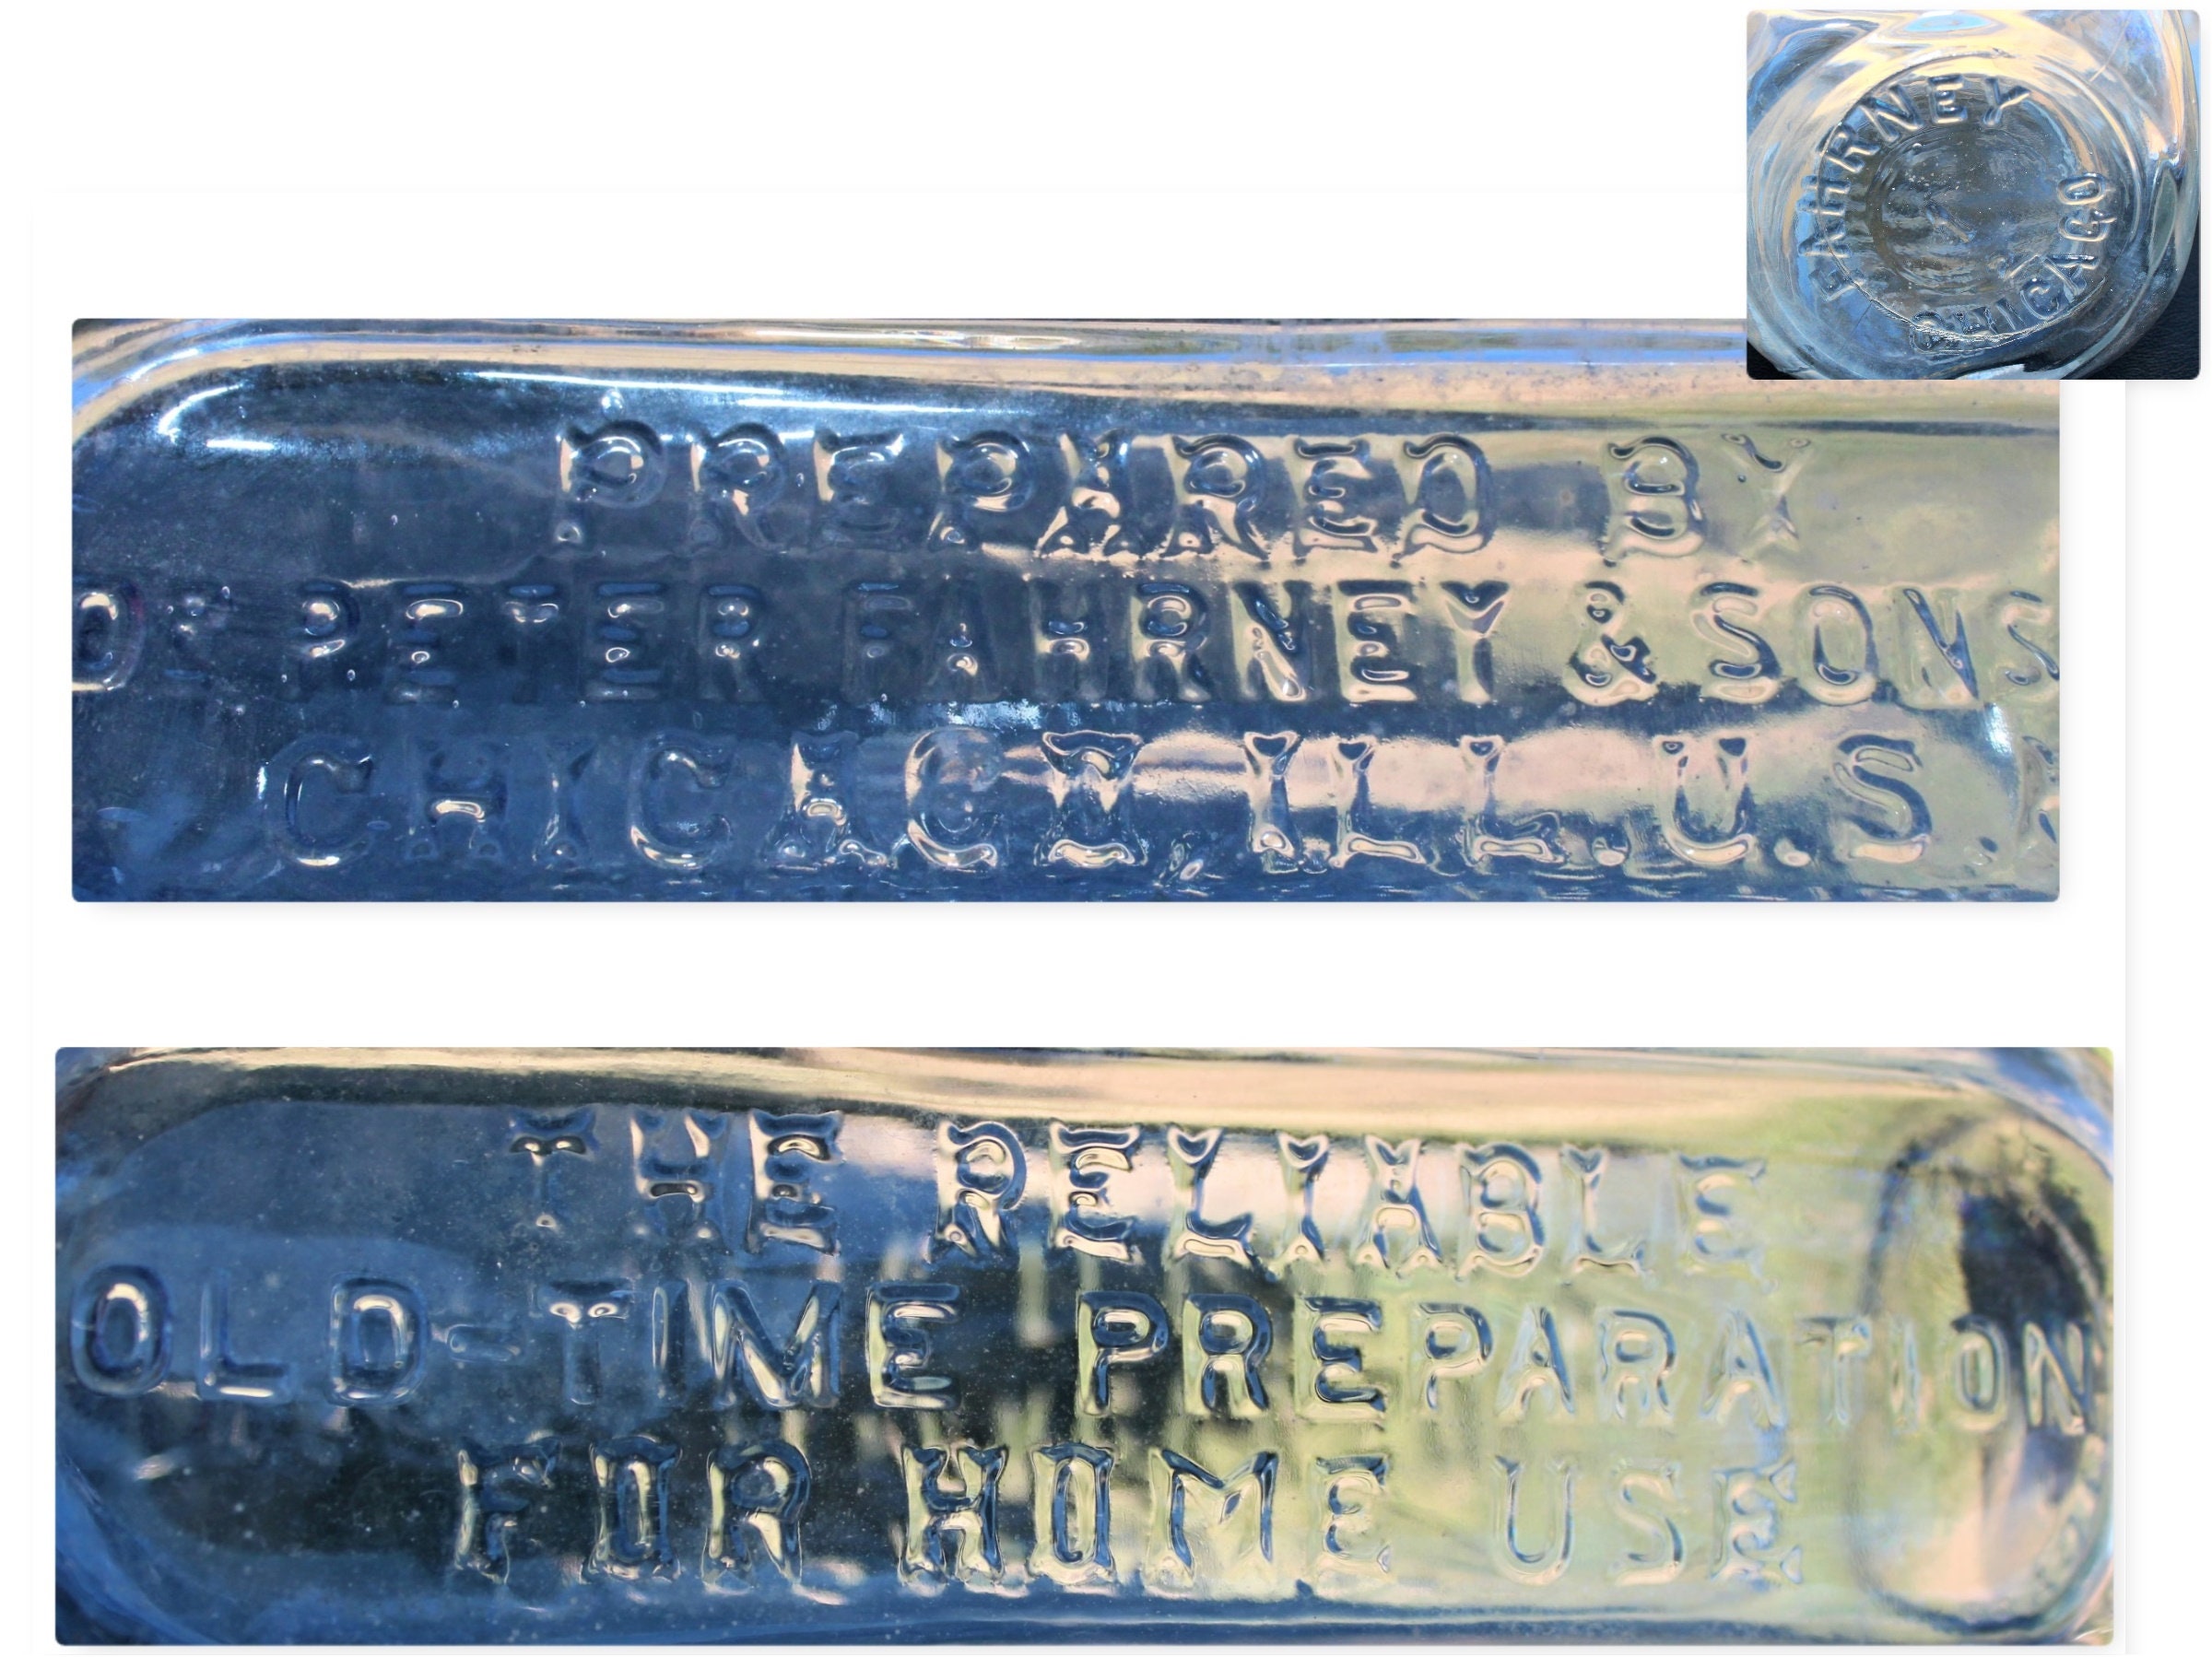 FAHRNEY
CHICAGO
PREPARED BY
DR PETER FAHRNEY & SONS
CHICAGO, ILL. U.S.
THE RELIABLE
OLD-TIME PREPARATION
FOR HOME USE